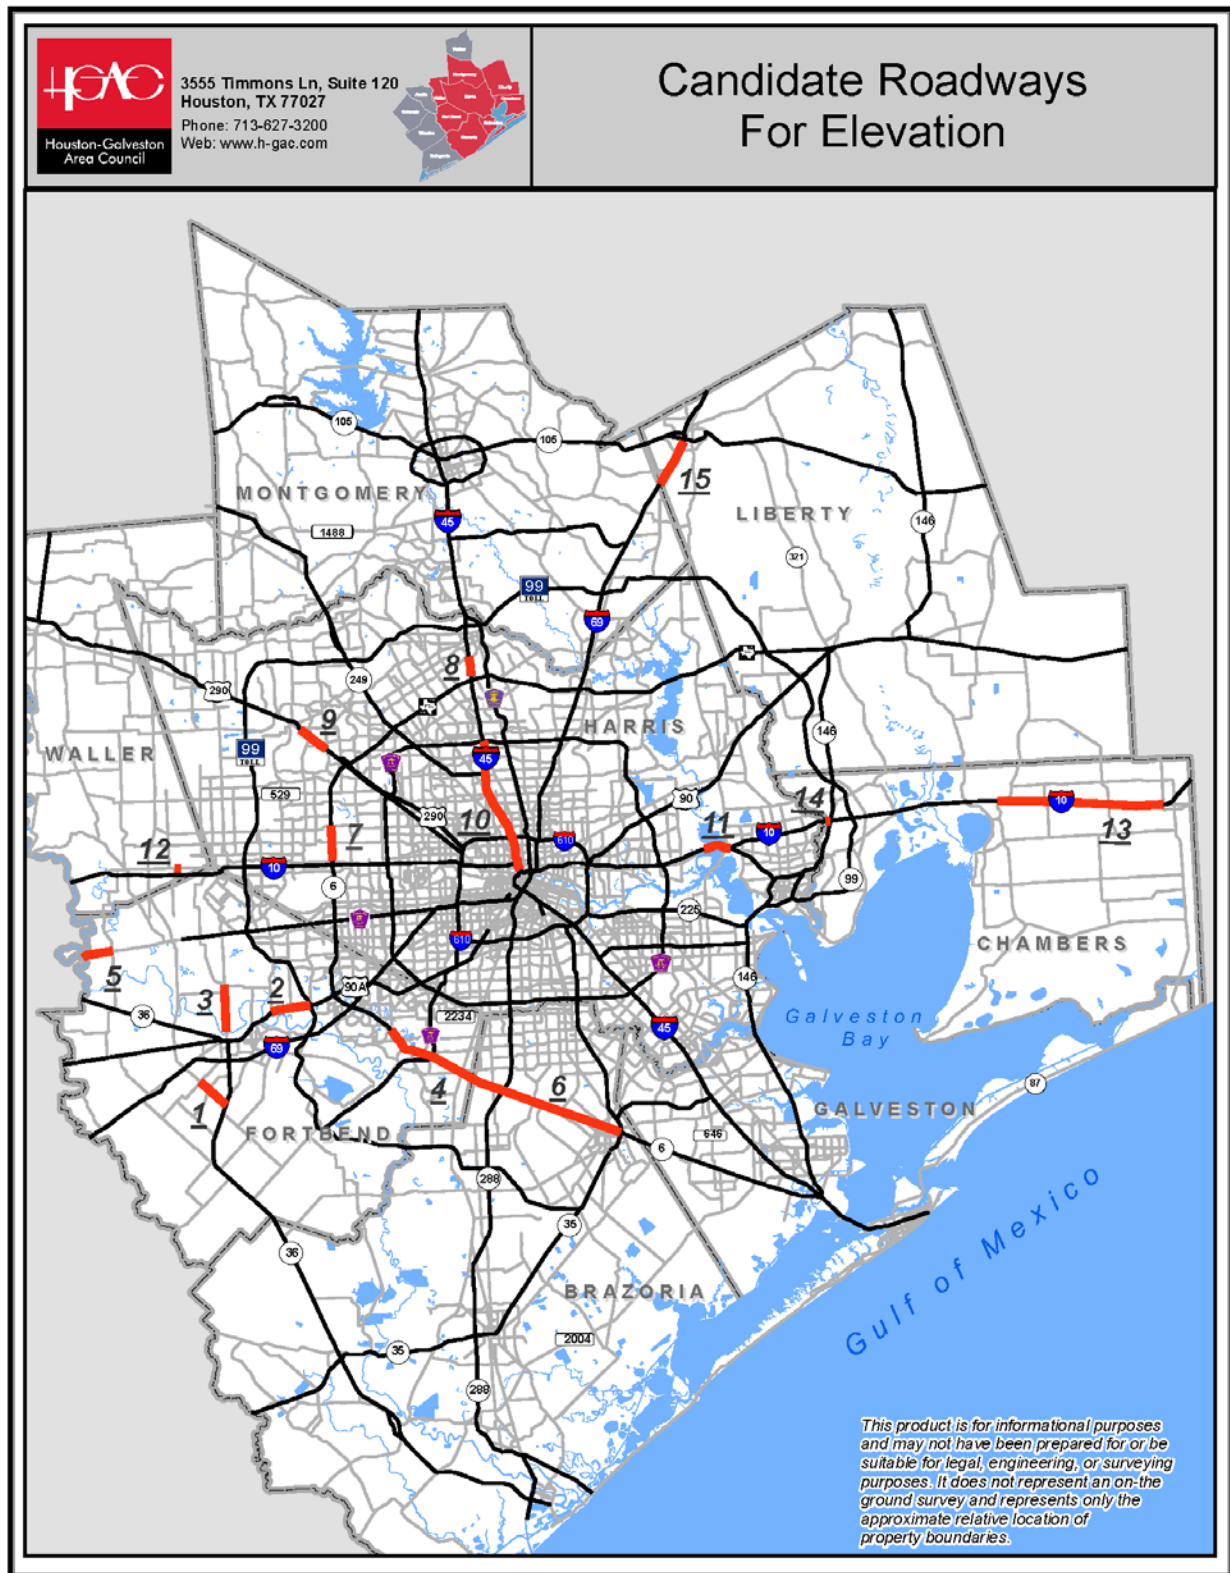 HGAC
Houston-Galveston
Area Council
3555 Timmons Ln, Suite 120
Houston, TX 77027
Phone: 713-627-3200
Web: www.h-gac.com
Candidate Roadways
For Elevation
105
105
15
MONTGOMERY
LIBERTY
45
146
1488
321
99
TOLL
69
8
249
290
9
HARRIS
146
WALLER
99
TOLL
45
529
90
14
10
290
10
11
10
13
12
7
610
10
6
99
225
610
CHAMBERS
5
146
3
2
90A
36
2234
Galveston
Bay
45
69
87
4
6
1
GALVESTON
FORTBEND
646
6
288
Gulf of Mexico
36
35
BRAZORIA
2004
35
288
This product is for informational purposes
and may not have been prepared for or be
suitable for legal, engineering, or surveying
purposes. It does not represent an on-the
ground survey and represents only the
approximate relative location of
property boundaries.